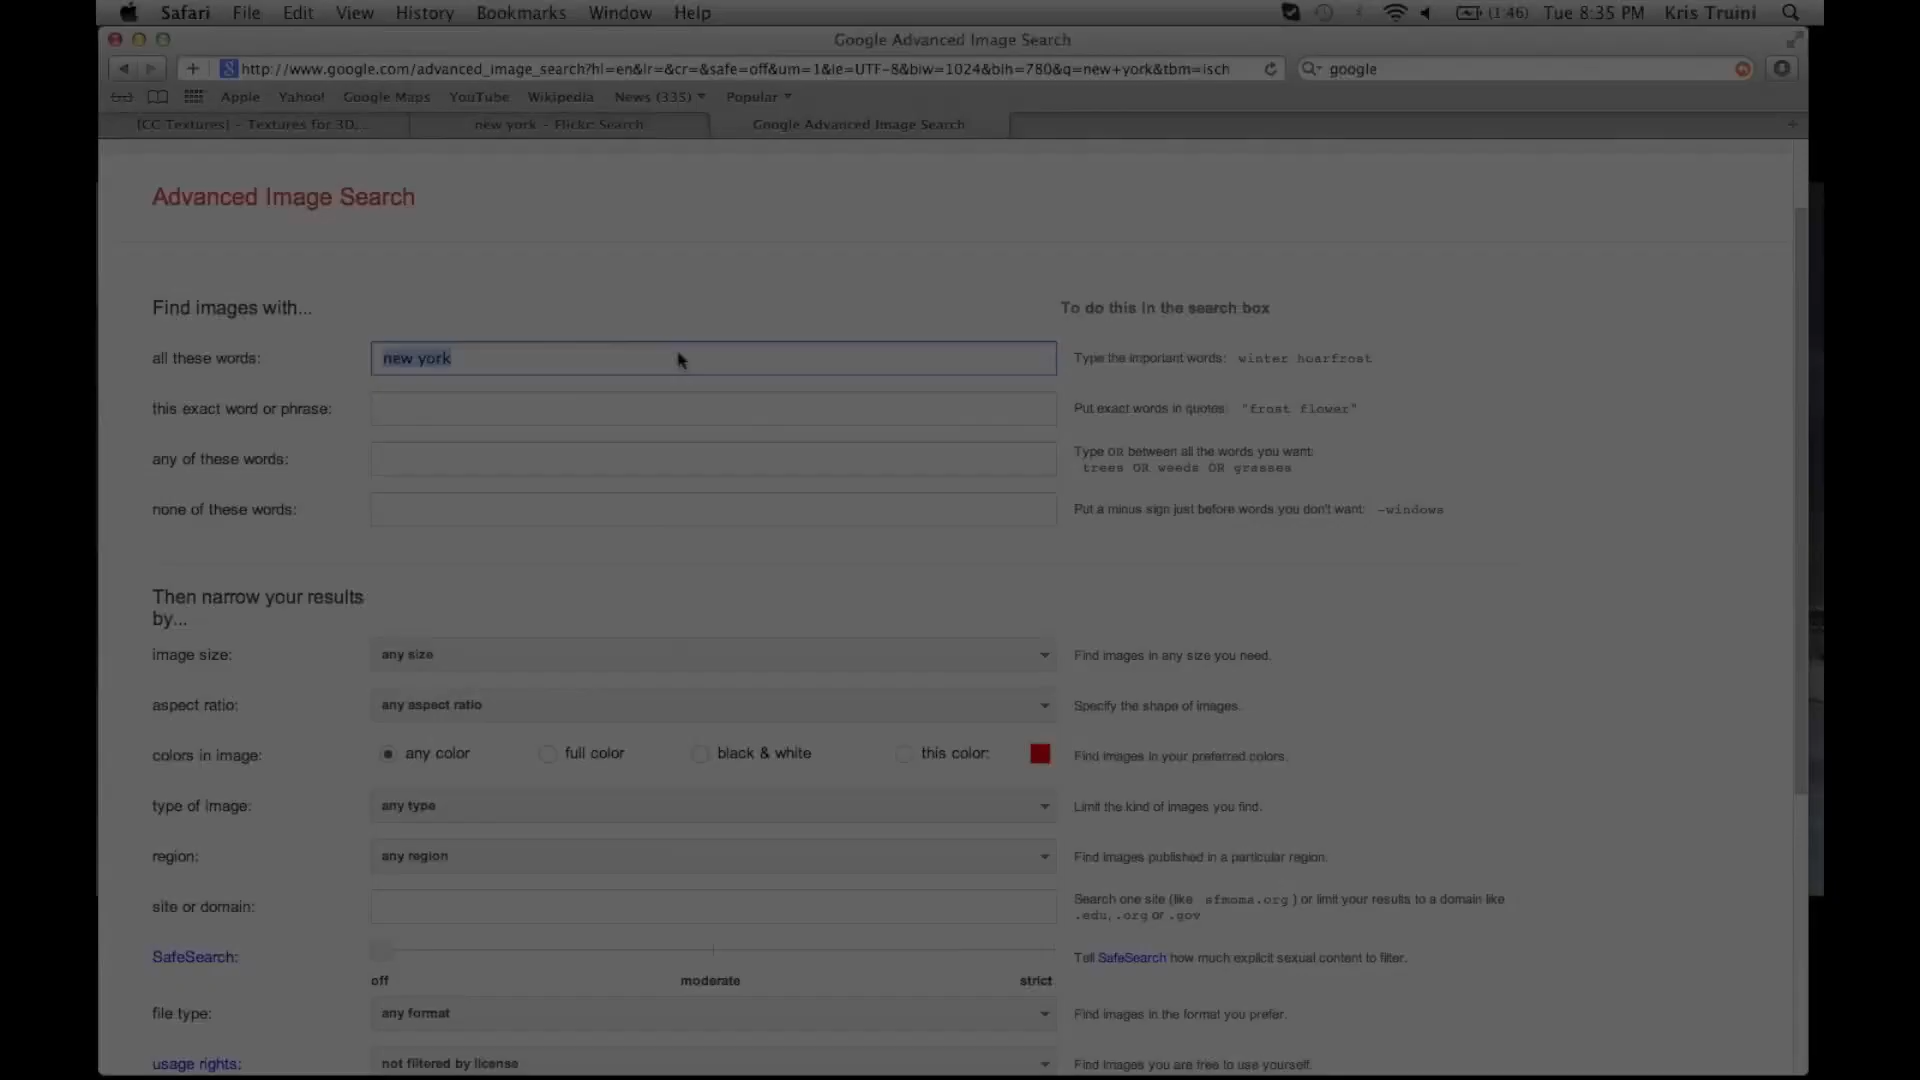 Safari File Edit View History Bookmarks Window Help (1:46) Tue 8:35 PM Kris Truini
Google Advanced Image Search
http://www.google.com/advanced_image_search?hl=en&lr=&cr=&safe=off&um=1&ie=UTF-8&biw=1024&bih=780&q=new+york&tbm=isch google
Apple Yahoo! Google Maps YouTube Wikipedia News (335) Popular
[CC Textures] - Textures for 3D,... new york - Flickr: Search Google Advanced Image Search
Advanced Image Search
Find images with... To do this in the search box
all these words: new york Type the important words: winter hoarfrost
this exact word or phrase: Put exact words in quotes: "frost flower"
any of these words: Type OR between all the words you want:
trees OR weeds OR grasses
none of these words: Put a minus sign just before words you don't want: -windows
Then narrow your results
by...
image size: any size Find images in any size you need.
aspect ratio: any aspect ratio Specify the shape of images.
colors in image: any color full color black & white this color: Find images in your preferred colors.
type of image: any type Limit the kind of images you find.
region: any region Find images published in a particular region.
site or domain: Search one site (like sfmoma.org ) or limit your results to a domain like
.edu, .org or .gov
SafeSearch: Tell SafeSearch how much explicit sexual content to filter.
off moderate strict
file type: any format Find images in the format you prefer.
usage rights: not filtered by license Find images you are free to use yourself.